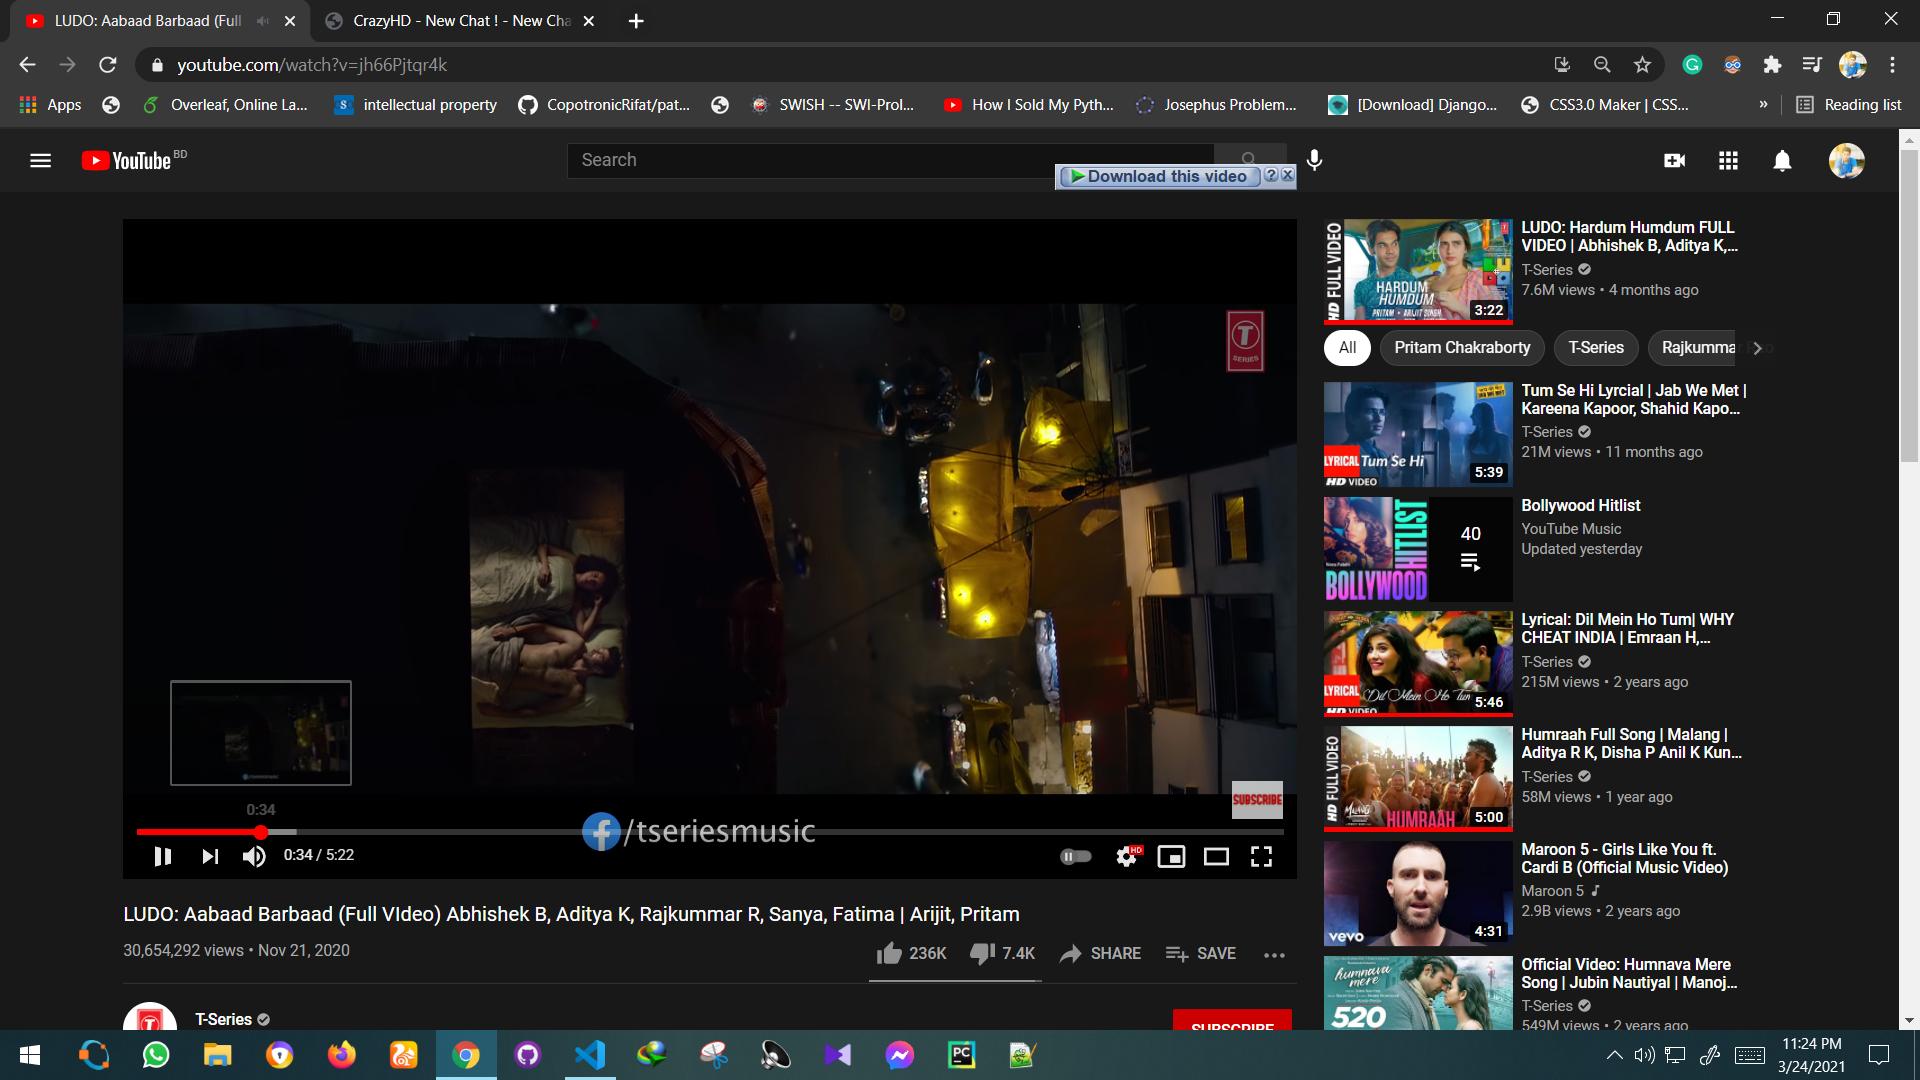 LUDO: Aabaad Barbaad (Full
CrazyHD - New Chat ! - New Cha
youtube.com/watch?v=jh66Pjtqr4k
Apps
Overleaf, Online La...
intellectual property
CopotronicRifat/pat...
SWISH -- SWI-Prol...
How I Sold My Pyth...
Josephus Problem...
[Download] Django...
CSS3.0 Maker | CSS...
»
Reading list
YouTube BD
Search
Download this video
T
SERIES
SUBSCRIBE
0:34
/tseriesmusic
0:34 / 5:22
HD
LUDO: Aabaad Barbaad (Full VIdeo) Abhishek B, Aditya K, Rajkummar R, Sanya, Fatima | Arijit, Pritam
30,654,292 views • Nov 21, 2020
236K
7.4K
SHARE
SAVE
T-Series
SUBSCRIBE
HD FULL VIDEO
HARDUM
HUMDUM
PRITAM • ARIJIT SINGH
3:22
LUDO: Hardum Humdum FULL
VIDEO | Abhishek B, Aditya K,...
T-Series
7.6M views • 4 months ago
All
Pritam Chakraborty
T-Series
Rajkummar
LYRICAL Tum Se Hi
HD VIDEO
5:39
Tum Se Hi Lyrcial | Jab We Met |
Kareena Kapoor, Shahid Kapo...
T-Series
21M views • 11 months ago
HITLIST
BOLLYWOOD
40
Bollywood Hitlist
YouTube Music
Updated yesterday
LYRICAL Dil Mein Ho Tum
HD VIDEO
5:46
Lyrical: Dil Mein Ho Tum| WHY
CHEAT INDIA | Emraan H,...
T-Series
215M views • 2 years ago
HD FULL VIDEO
MALANG
HUMRAAH
5:00
Humraah Full Song | Malang |
Aditya R K, Disha P Anil K Kun...
T-Series
58M views • 1 year ago
vevo
4:31
Maroon 5 - Girls Like You ft.
Cardi B (Official Music Video)
Maroon 5
2.9B views • 2 years ago
humnava
mere
520
Official Video: Humnava Mere
Song | Jubin Nautiyal | Manoj...
T-Series
549M views • 2 years ago
PC
11:24 PM
3/24/2021